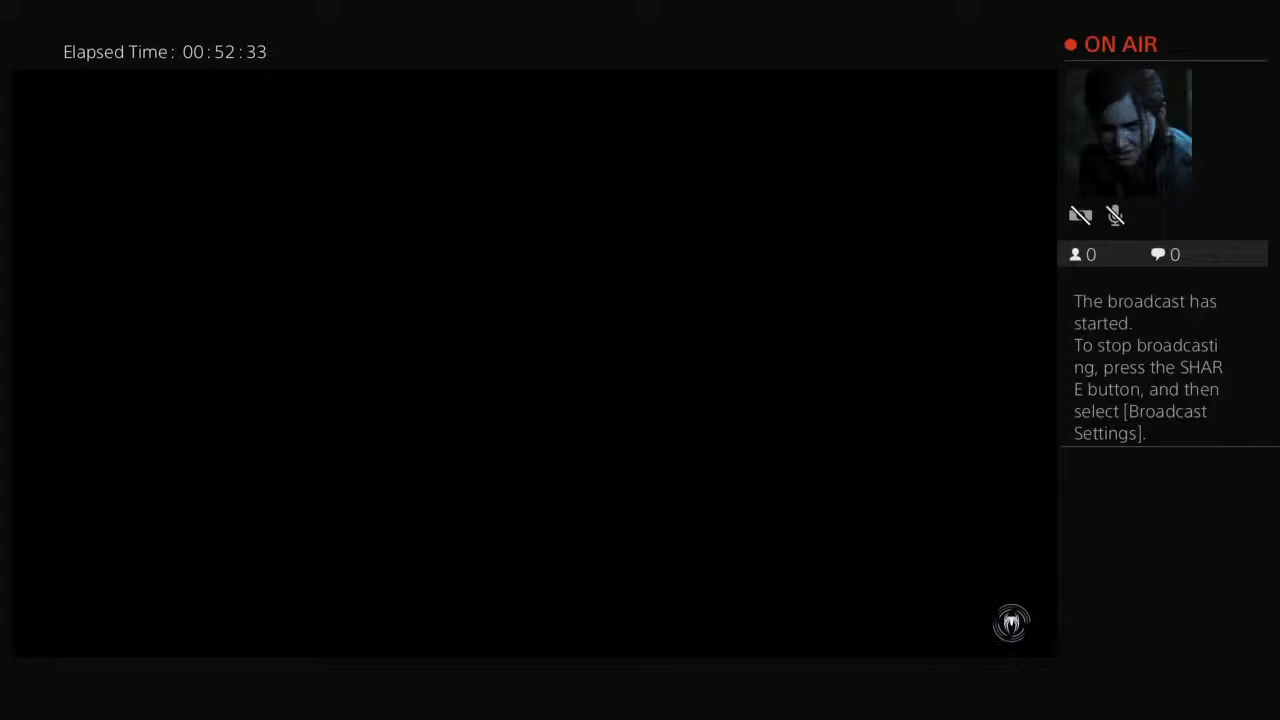 Elapsed Time: 00:52:33
ON AIR
0
0
The broadcast has
started.
To stop broadcasti
ng, press the SHAR
E button, and then
select [Broadcast
Settings].